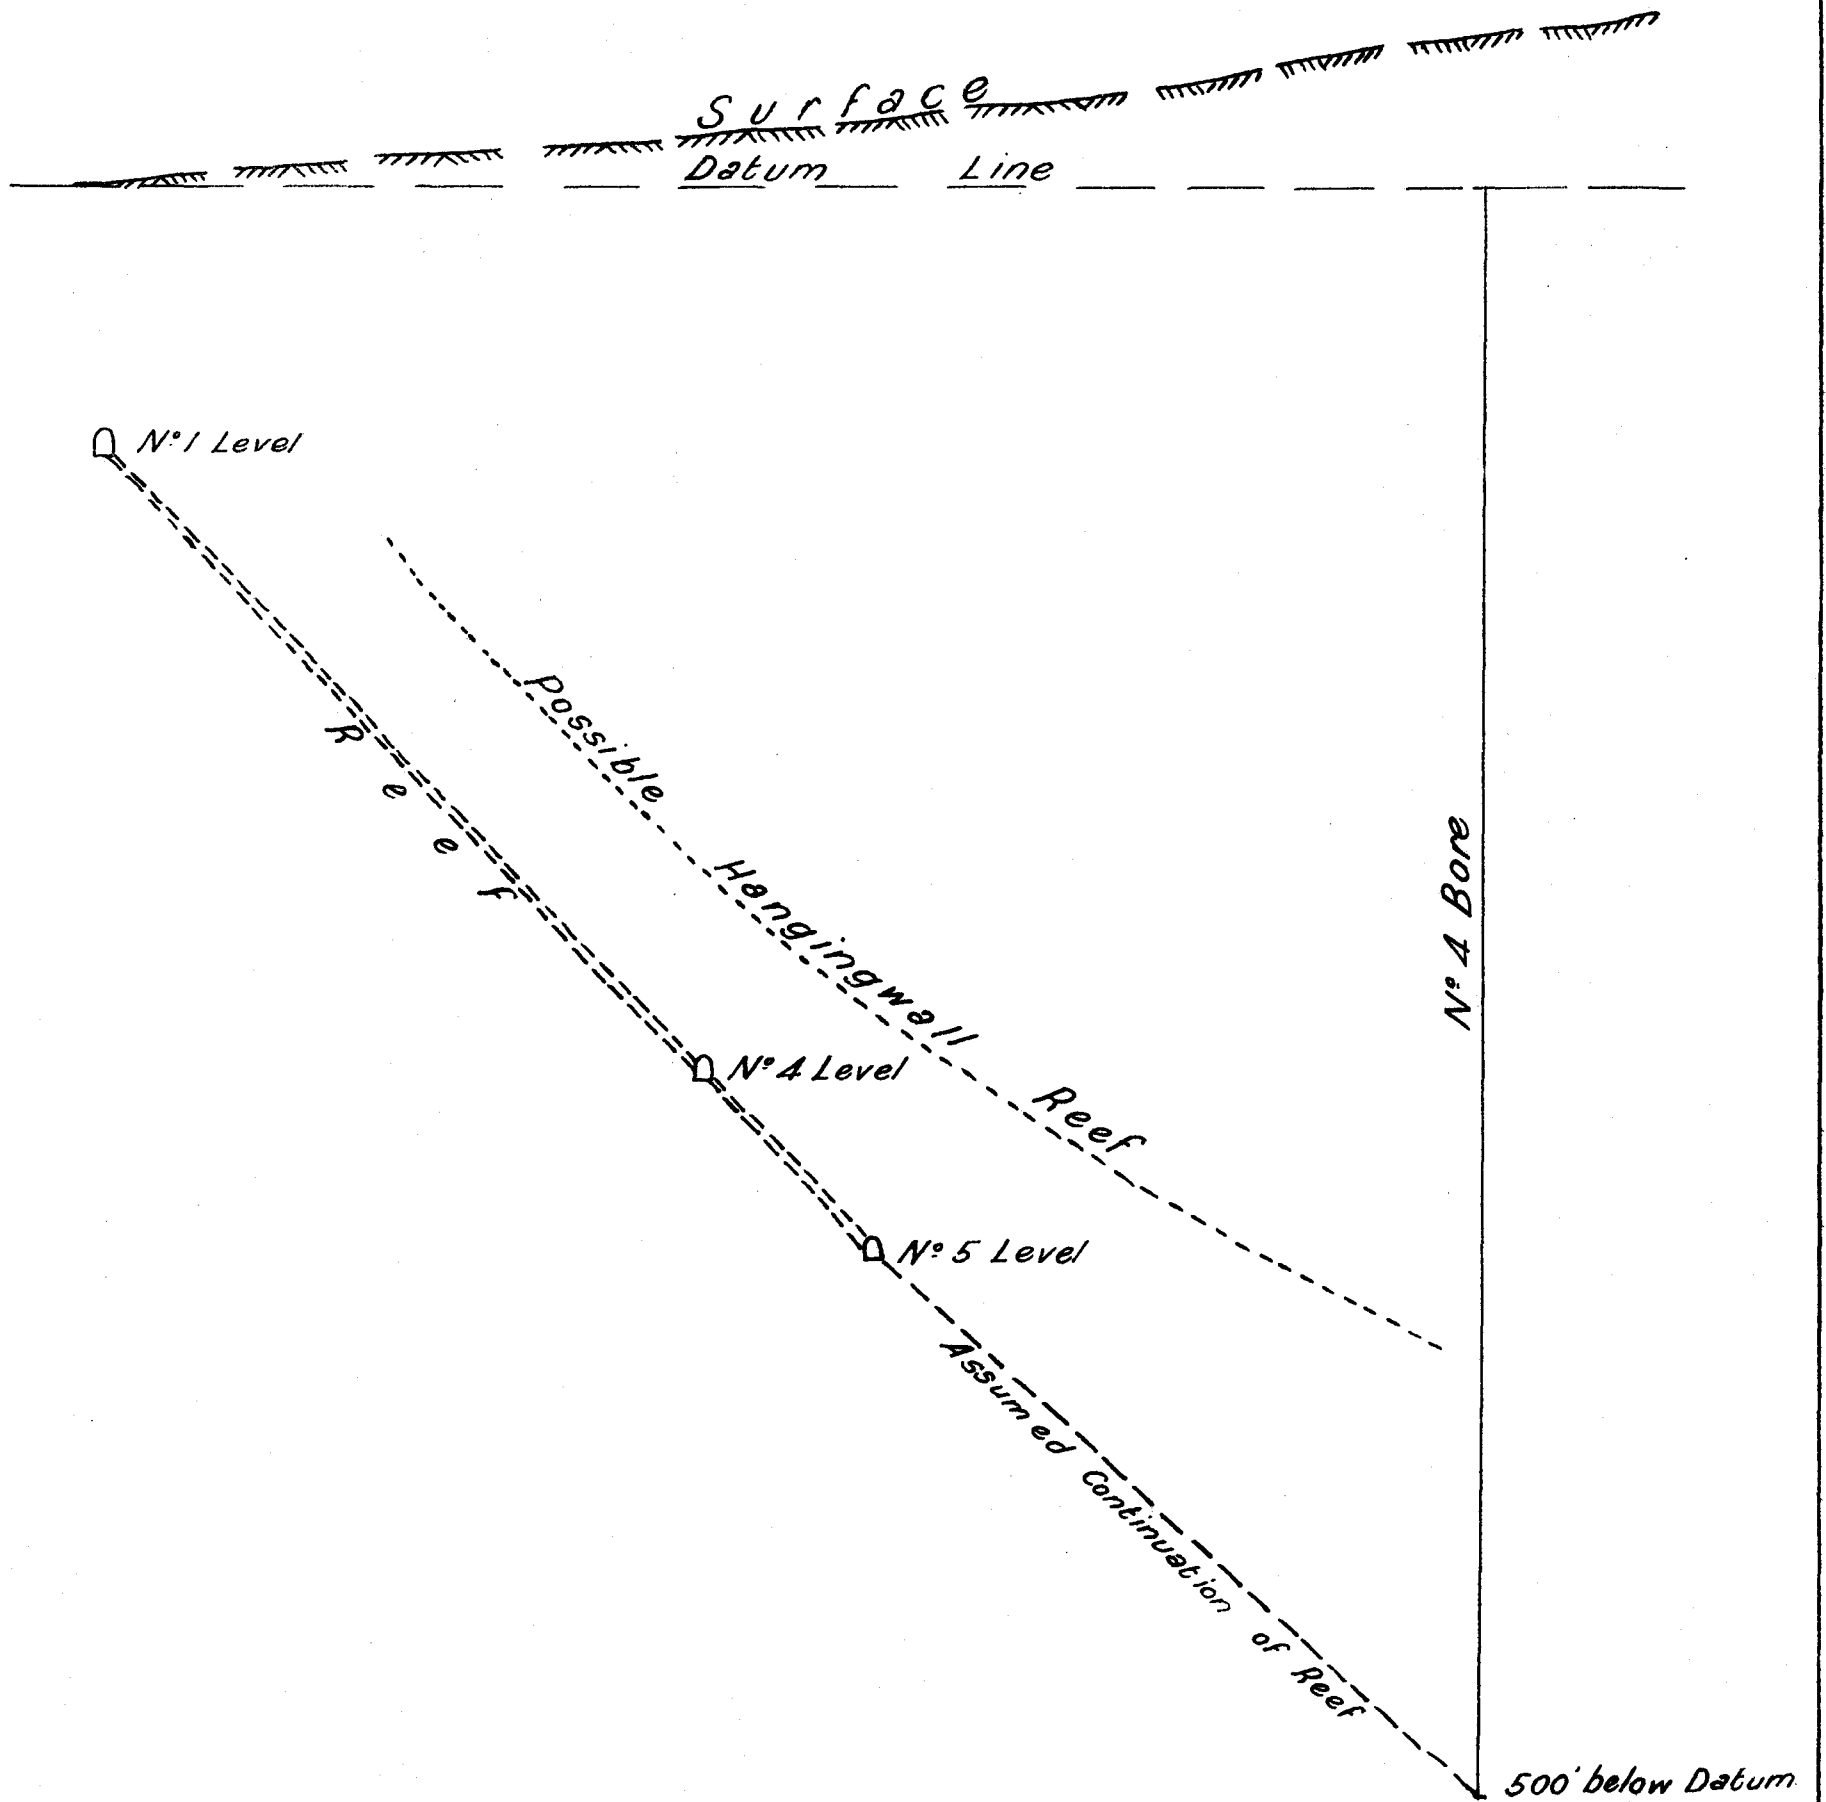 Surface
Datum Line
Nº 1 Level
Reef
Possible Hangingwall Reef
Nº 4 Bore
Nº 4 Level
Nº 5 Level
Assumed Continuation of Reef
500' below Datum